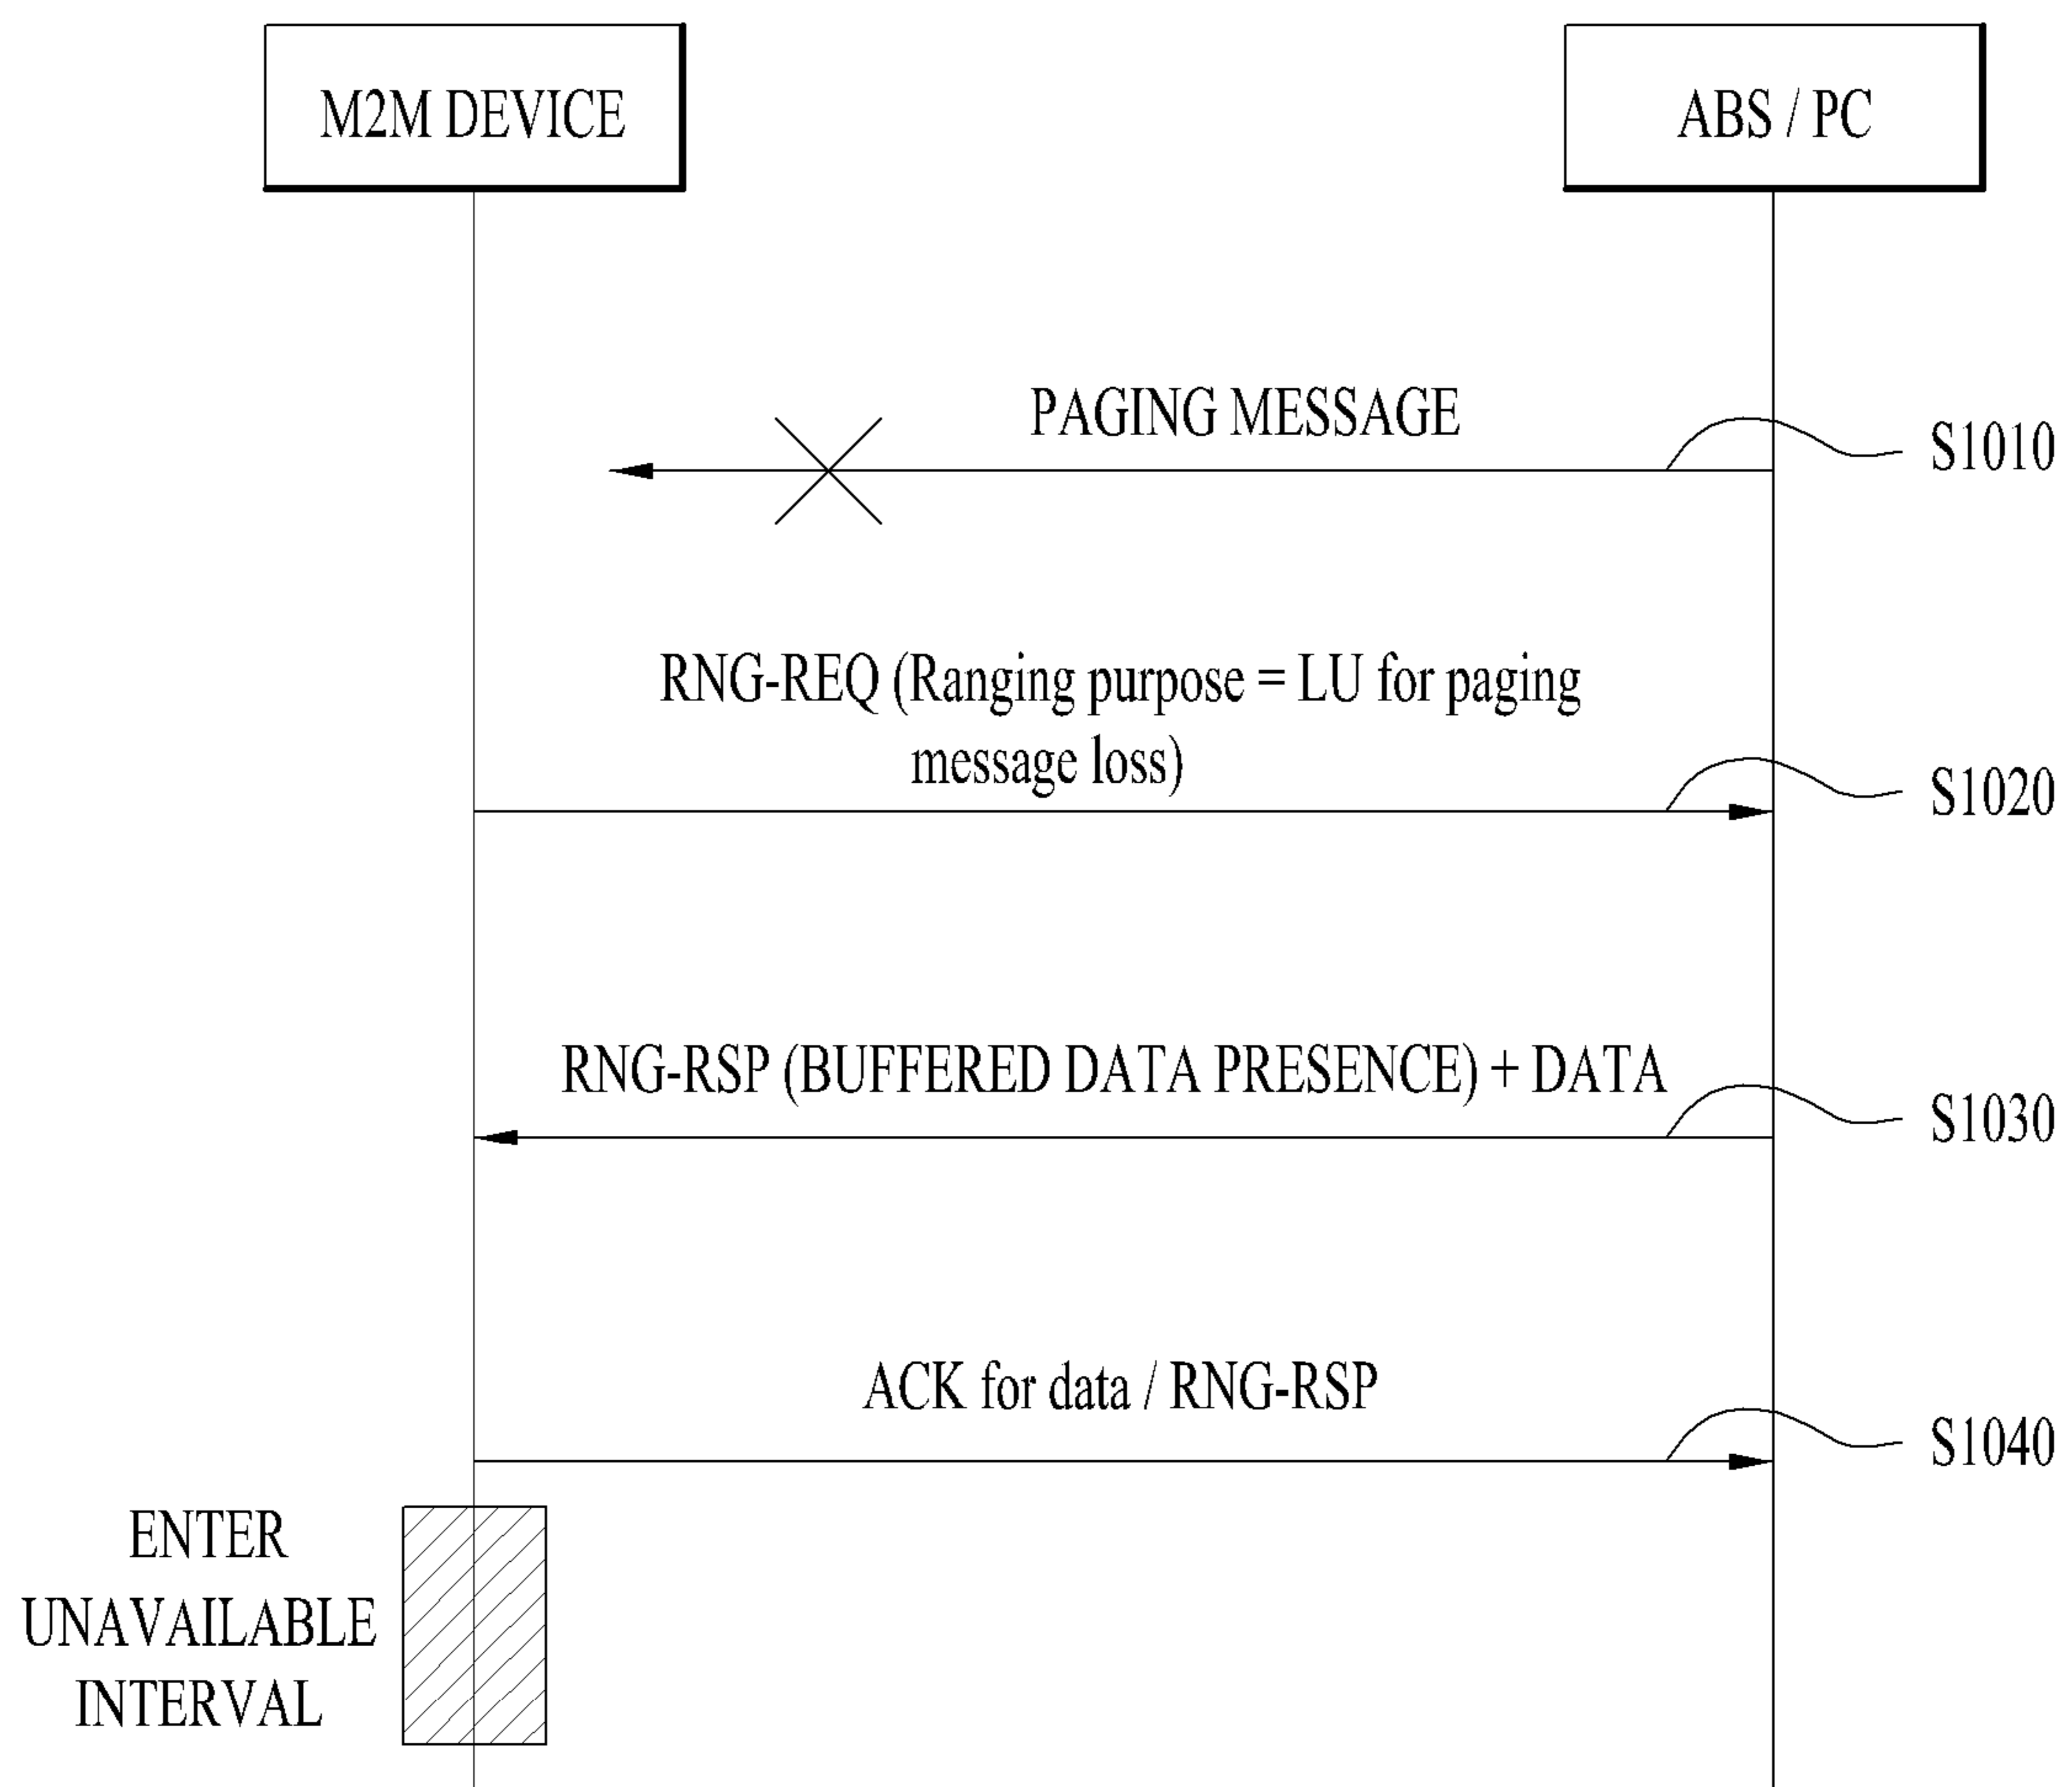 M2M DEVICE
ABS / PC
PAGING MESSAGE
S1010
RNG-REQ (Ranging purpose = LU for paging
message loss)
S1020
RNG-RSP (BUFFERED DATA PRESENCE) + DATA
S1030
ACK for data / RNG-RSP
S1040
ENTER
UNAVAILABLE
INTERVAL